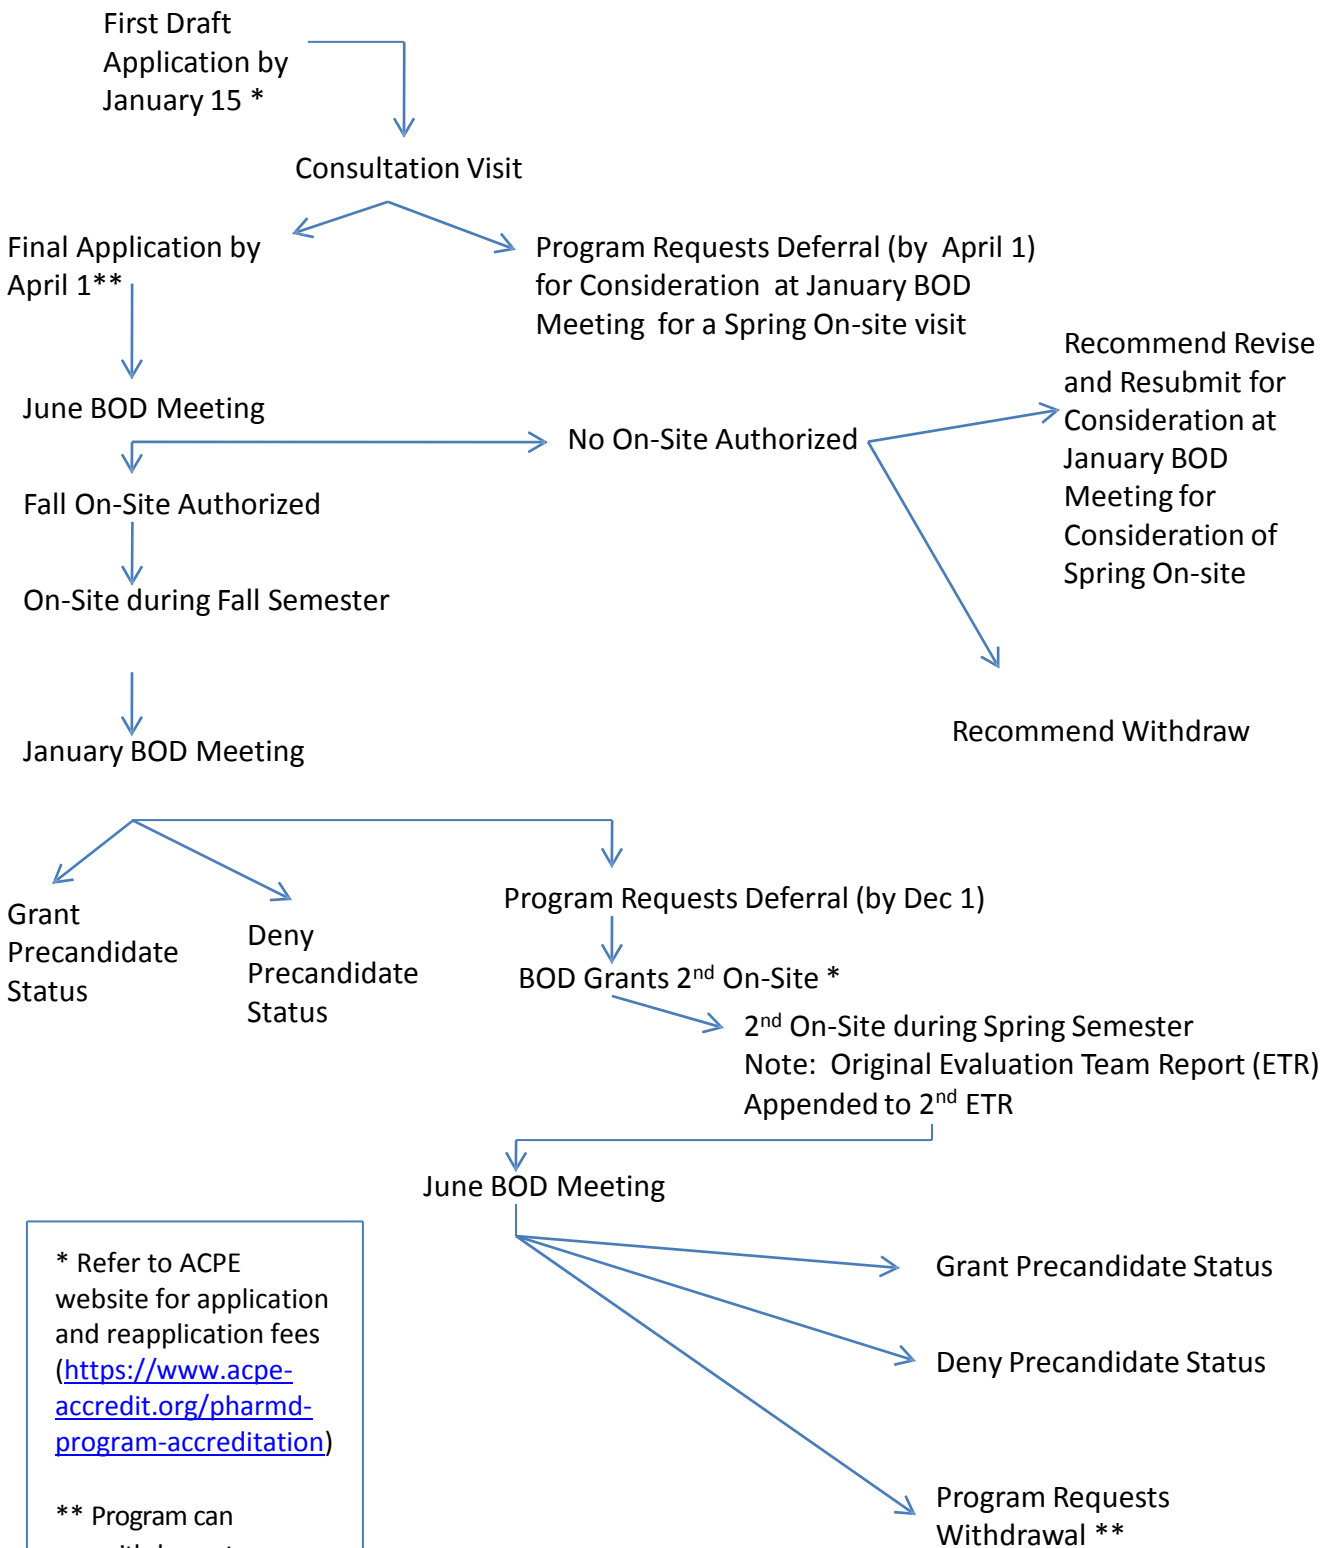 First Draft
Application by
January 15 *
Consultation Visit
Final Application by
April 1**
Program Requests Deferral (by April 1)
for Consideration at January BOD
Meeting for a Spring On-site visit
Recommend Revise
and Resubmit for
Consideration at
January BOD
Meeting for
Consideration of
Spring On-site
June BOD Meeting
No On-Site Authorized
Fall On-Site Authorized
On-Site during Fall Semester
Recommend Withdraw
January BOD Meeting
Grant
Precandidate
Status
Deny
Precandidate
Status
Program Requests Deferral (by Dec 1)
BOD Grants 2nd On-Site *
2nd On-Site during Spring Semester
Note: Original Evaluation Team Report (ETR)
Appended to 2nd ETR
June BOD Meeting
Grant Precandidate Status
Deny Precandidate Status
Program Requests
Withdrawal **
* Refer to ACPE
website for application
and reapplication fees
(https://www.acpe-
accredit.org/pharmd-
program-accreditation)
** Program can